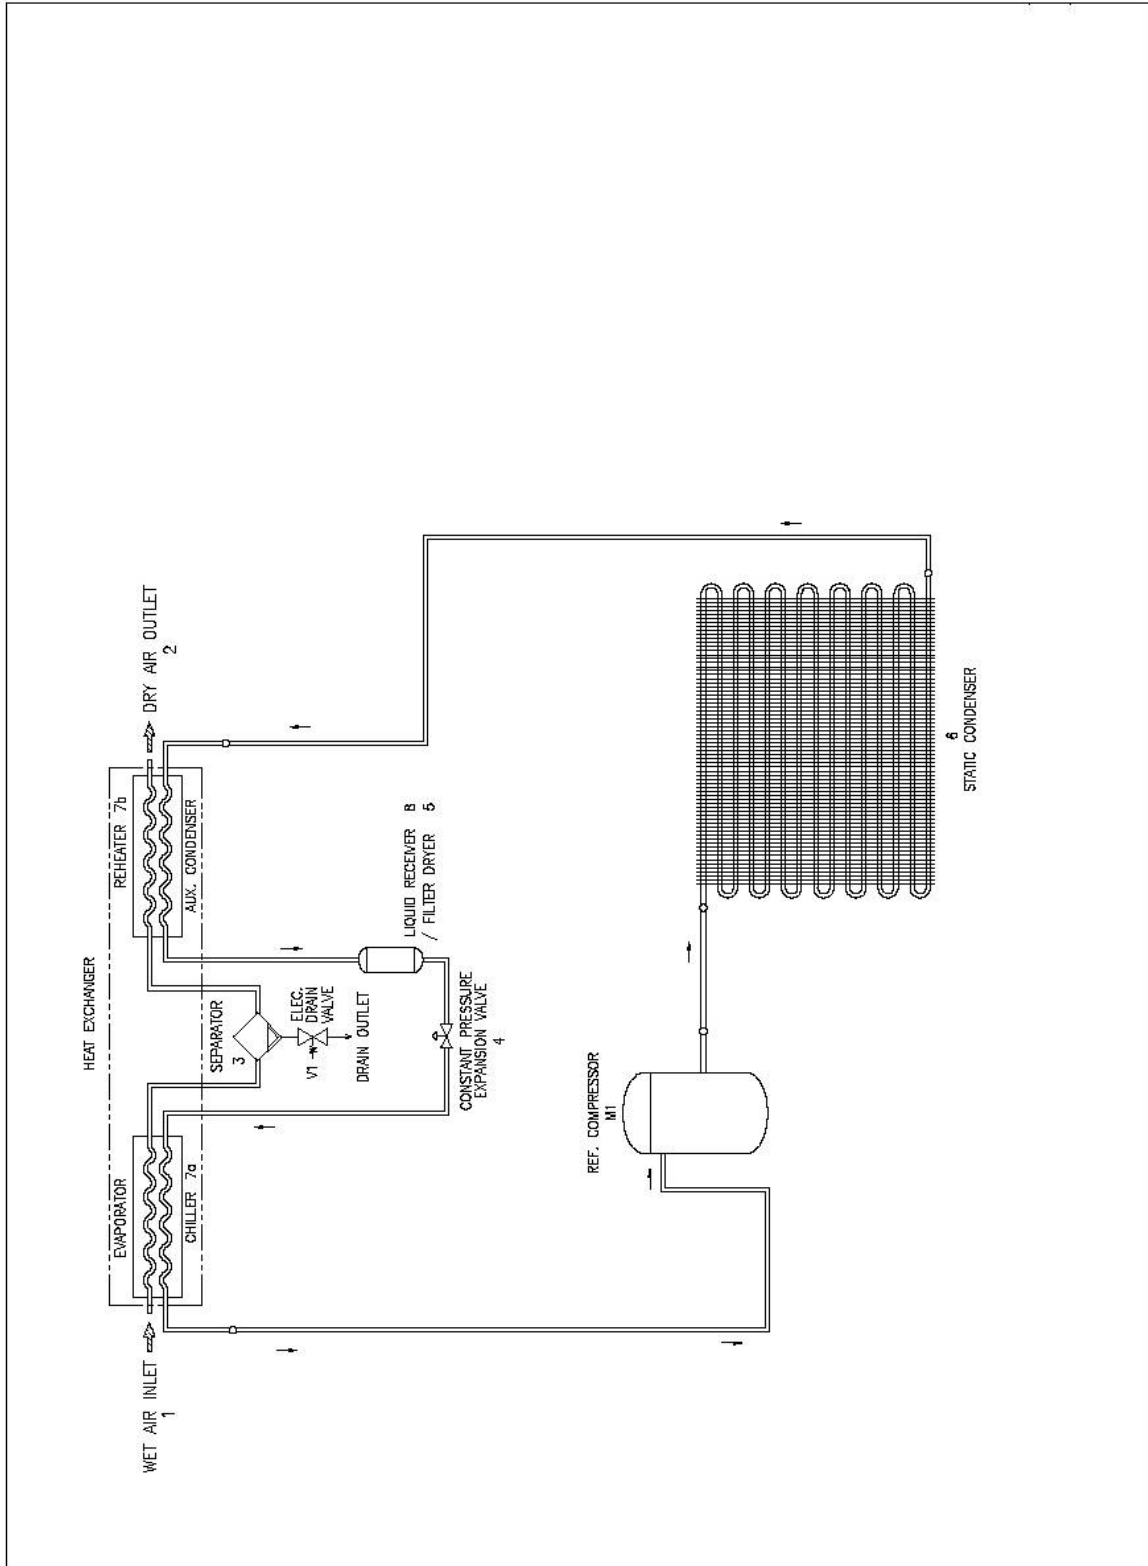 HEAT EXCHANGER
EVAPORATOR
REHEATER 7b
WET AIR INLET
1
DRY AIR OUTLET
2
CHILLER 7a
AUX. CONDENSER
SEPARATOR
3
ELEC.
DRAIN
VALVE
V1
DRAIN OUTLET
LIQUID RECEIVER 8
/ FILTER DRYER 5
CONSTANT PRESSURE
EXPANSION VALVE
4
REF. COMPRESSOR
M1
6
STATIC CONDENSER